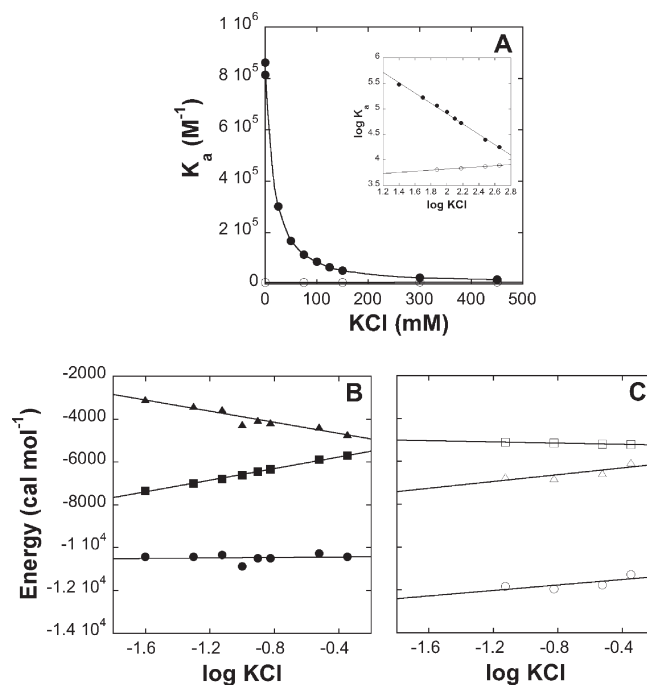 A
1 10⁶
8 10⁵
6 10⁵
4 10⁵
2 10⁵
0
Kₐ (M⁻¹)
0 100 200 300 400 500
KCl (mM)
6
5.5
5
4.5
4
3.5
log Kₐ
1.2 1.4 1.6 1.8 2 2.2 2.4 2.6 2.8
log KCl
B
C
-2000
-4000
-6000
-8000
-1 10⁴
-1.2 10⁴
-1.4 10⁴
Energy (cal mol⁻¹)
-1.6 -1.2 -0.8 -0.4
log KCl
-1.6 -1.2 -0.8 -0.4
log KCl